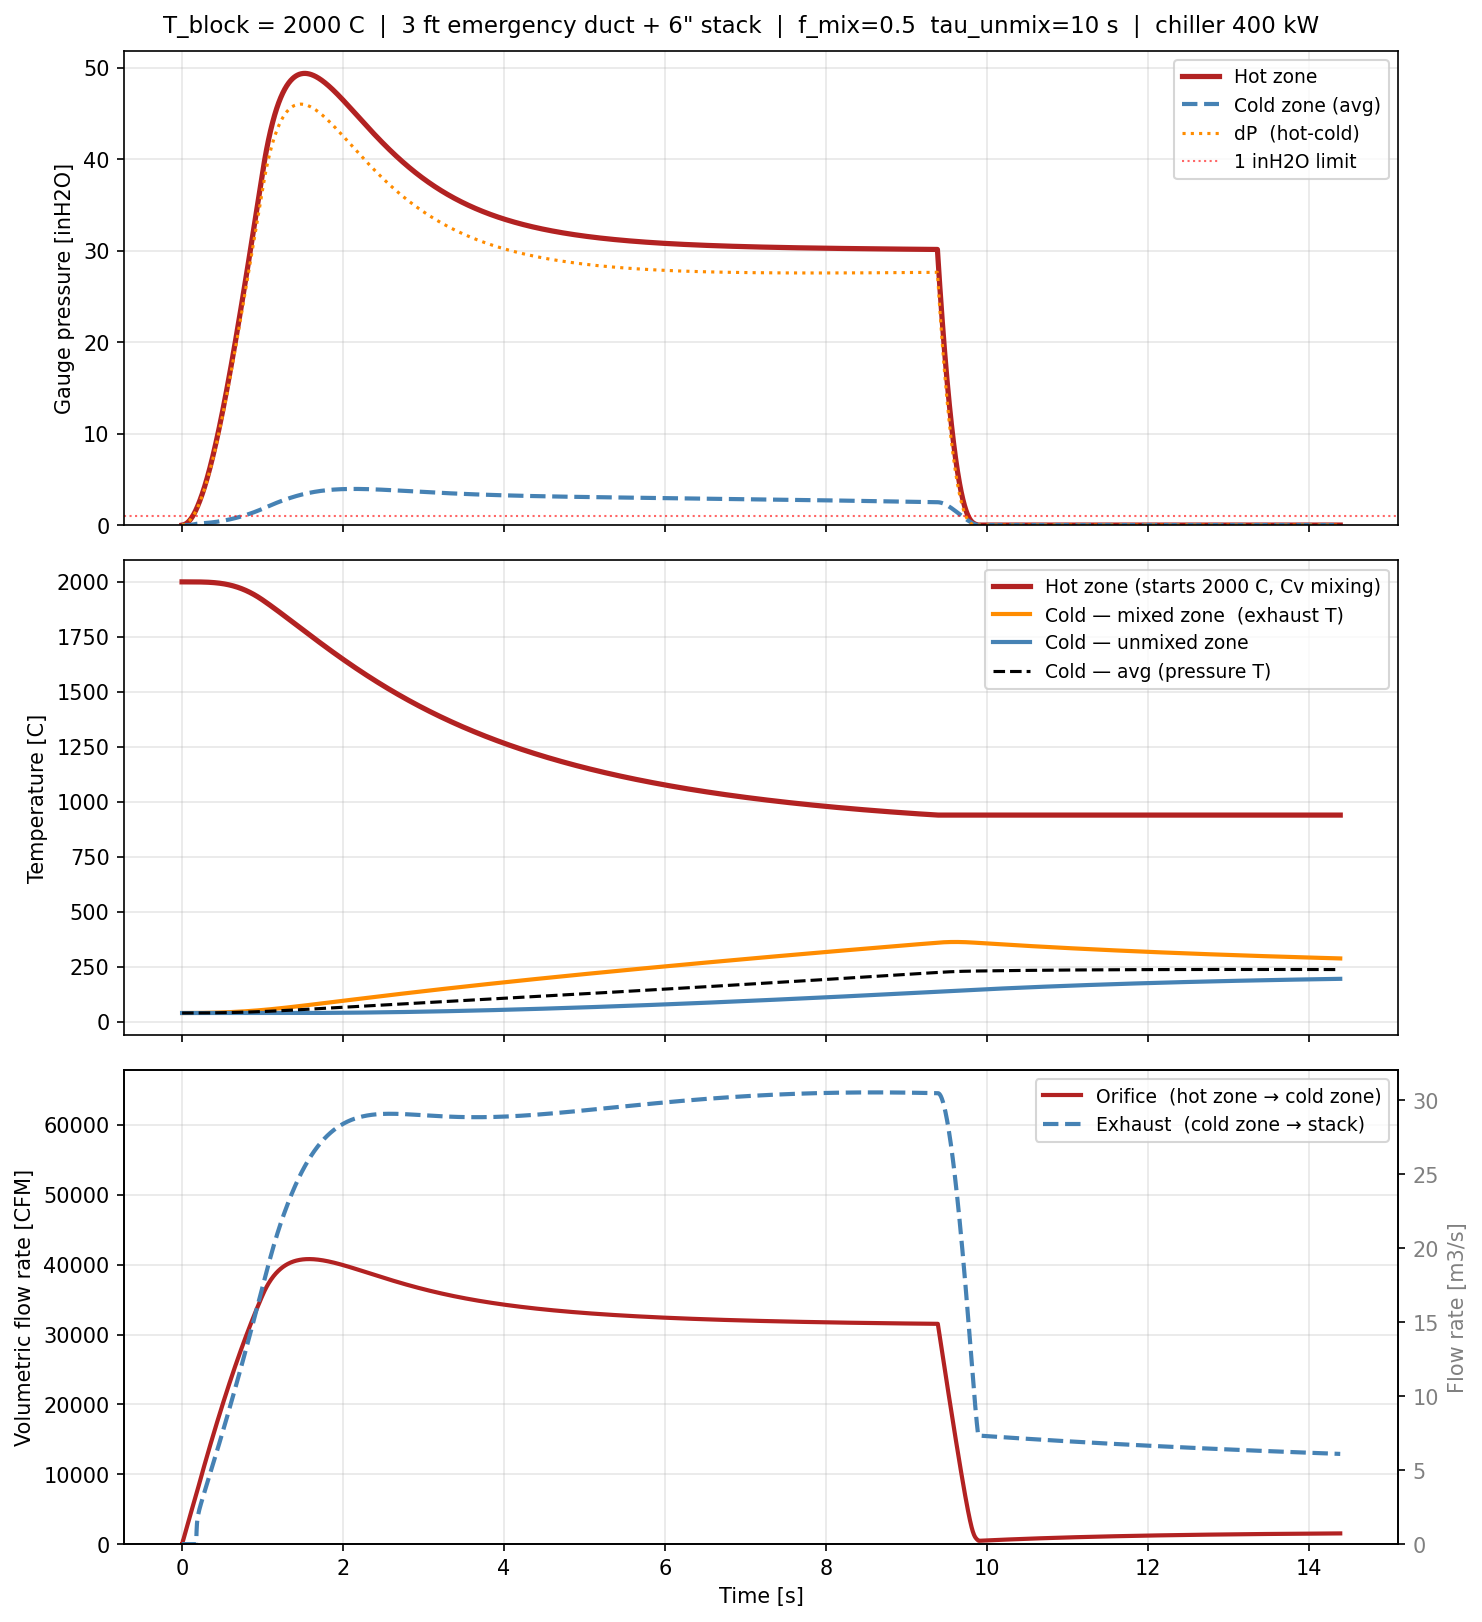 T_block = 2000 C | 3 ft emergency duct + 6" stack | f_mix=0.5 tau_unmix=10 s | chiller 400 kW
Gauge pressure [inH2O]
50
40
30
20
10
0
Hot zone
Cold zone (avg)
dP (hot-cold)
1 inH2O limit
Temperature [C]
2000
1750
1500
1250
1000
750
500
250
0
Hot zone (starts 2000 C, Cv mixing)
Cold — mixed zone (exhaust T)
Cold — unmixed zone
Cold — avg (pressure T)
Volumetric flow rate [CFM]
60000
50000
40000
30000
20000
10000
0
Orifice (hot zone → cold zone)
Exhaust (cold zone → stack)
30
25
20
15
10
5
0
Flow rate [m3/s]
0 2 4 6 8 10 12 14
Time [s]